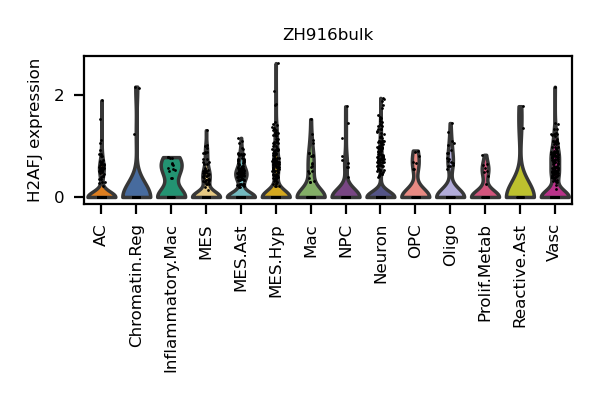 ZH916bulk
H2AFJ expression
2
0
AC
Chromatin.Reg
Inflammatory.Mac
MES
MES.Ast
MES.Hyp
Mac
NPC
Neuron
OPC
Oligo
Prolif.Metab
Reactive.Ast
Vasc